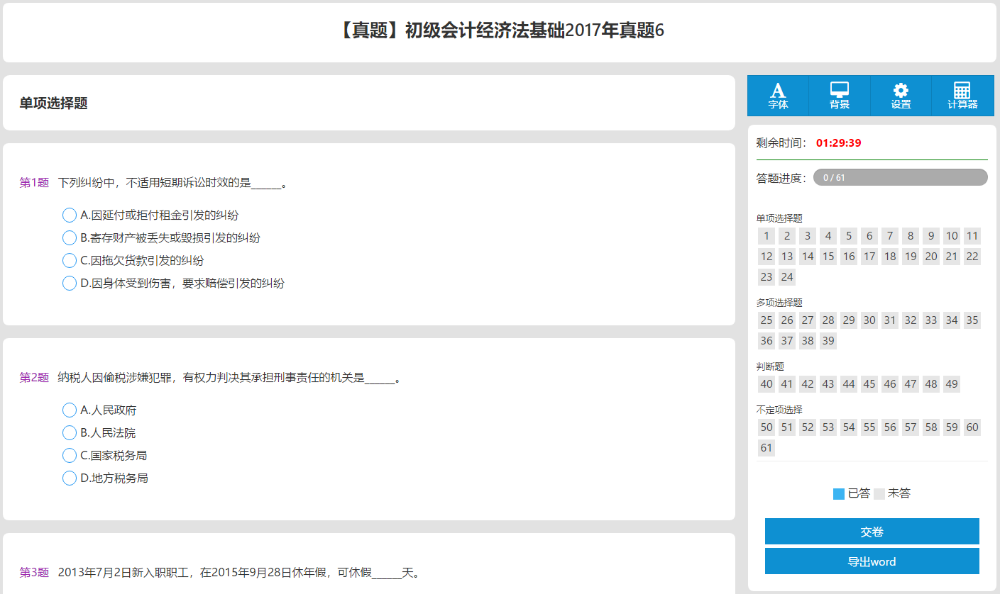 【真题】初级会计经济法基础2017年真题6
单项选择题
第1题 下列纠纷中，不适用短期诉讼时效的是______。
A.因延付或拒付租金引发的纠纷
B.寄存财产被丢失或毁损引发的纠纷
C.因拖欠货款引发的纠纷
D.因身体受到伤害，要求赔偿引发的纠纷
第2题 纳税人因偷税涉嫌犯罪，有权力判决其承担刑事责任的机关是______。
A.人民政府
B.人民法院
C.国家税务局
D.地方税务局
第3题 2013年7月2日新入职职工，在2015年9月28日休年假，可休假______天。
字体 背景 设置 计算器
剩余时间： 01:29:39
答题进度： 0 / 61
单项选择题
1 2 3 4 5 6 7 8 9 10 11
12 13 14 15 16 17 18 19 20 21 22
23 24
多项选择题
25 26 27 28 29 30 31 32 33 34 35
36 37 38 39
判断题
40 41 42 43 44 45 46 47 48 49
不定项选择
50 51 52 53 54 55 56 57 58 59 60
61
已答 未答
交卷
导出word